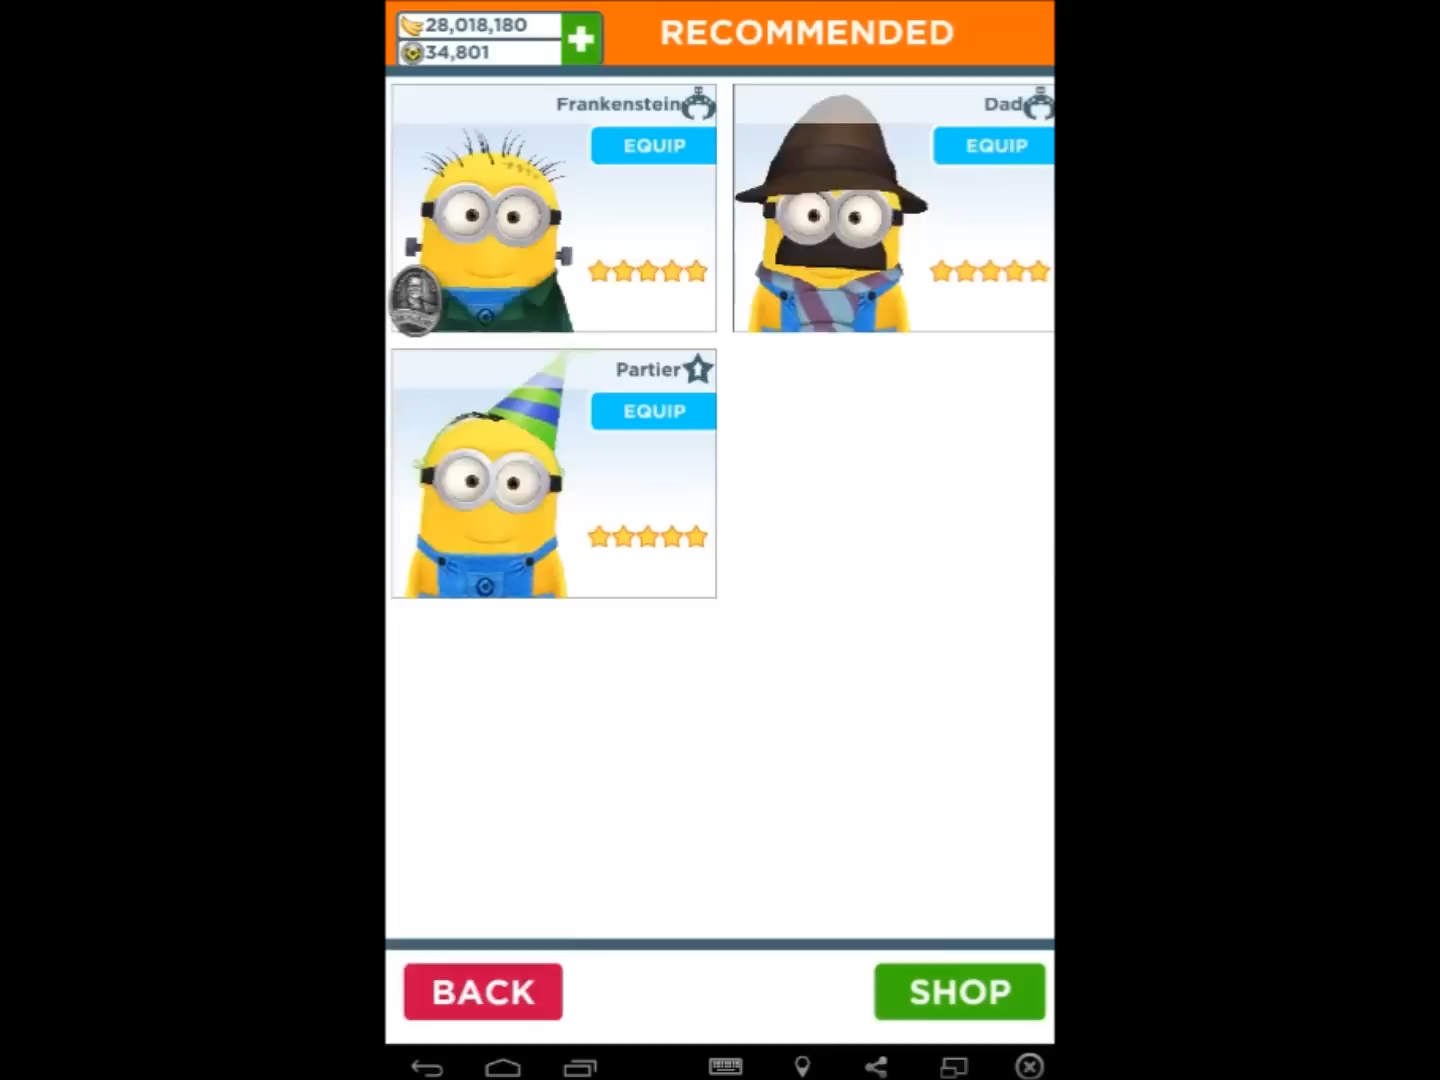 28,018,180
34,801
RECOMMENDED
Frankenstein
EQUIP
Dad
EQUIP
Partier
EQUIP
BACK
SHOP